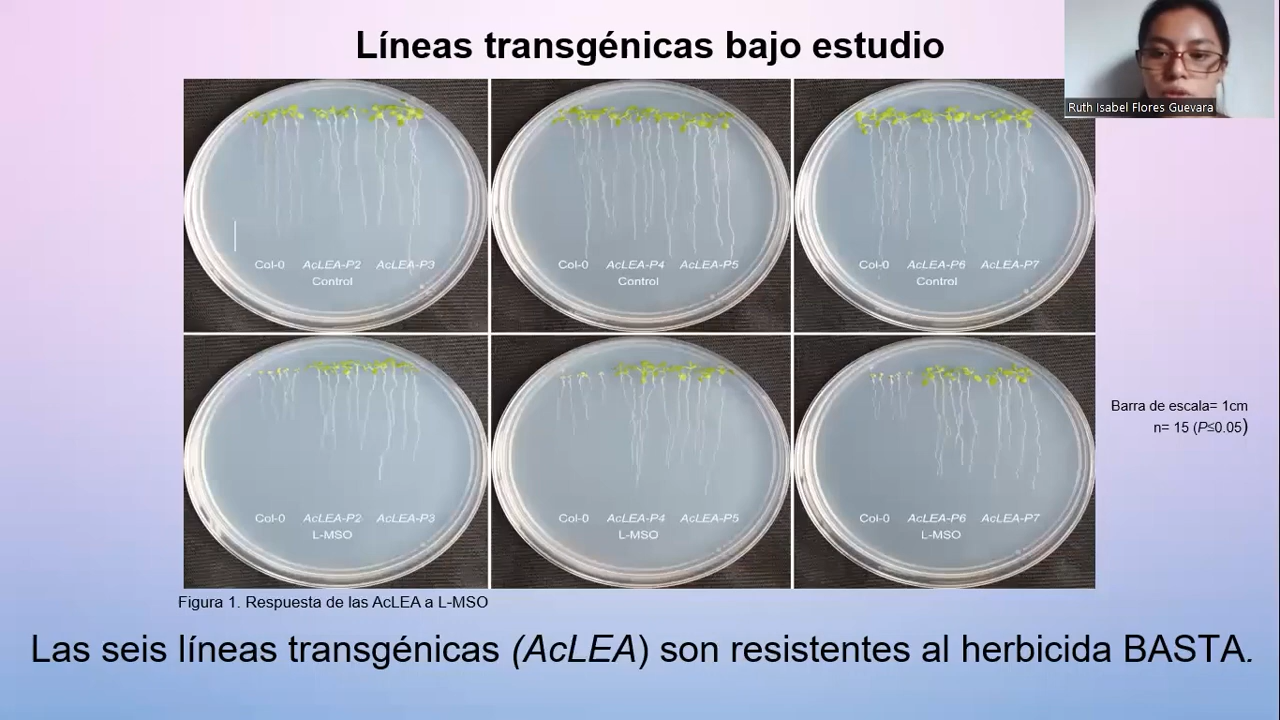 Líneas transgénicas bajo estudio
Ruth Isabel Flores Guevara
Col-0 AcLEA-P2 AcLEA-P3
Control
Col-0 AcLEA-P4 AcLEA-P5
Control
Col-0 AcLEA-P6 AcLEA-P7
Control
Col-0 AcLEA-P2 AcLEA-P3
L-MSO
Col-0 AcLEA-P4 AcLEA-P5
L-MSO
Col-0 AcLEA-P6 AcLEA-P7
L-MSO
Barra de escala= 1cm
n= 15 (P≤0.05)
Figura 1. Respuesta de las AcLEA a L-MSO
Las seis líneas transgénicas (AcLEA) son resistentes al herbicida BASTA.